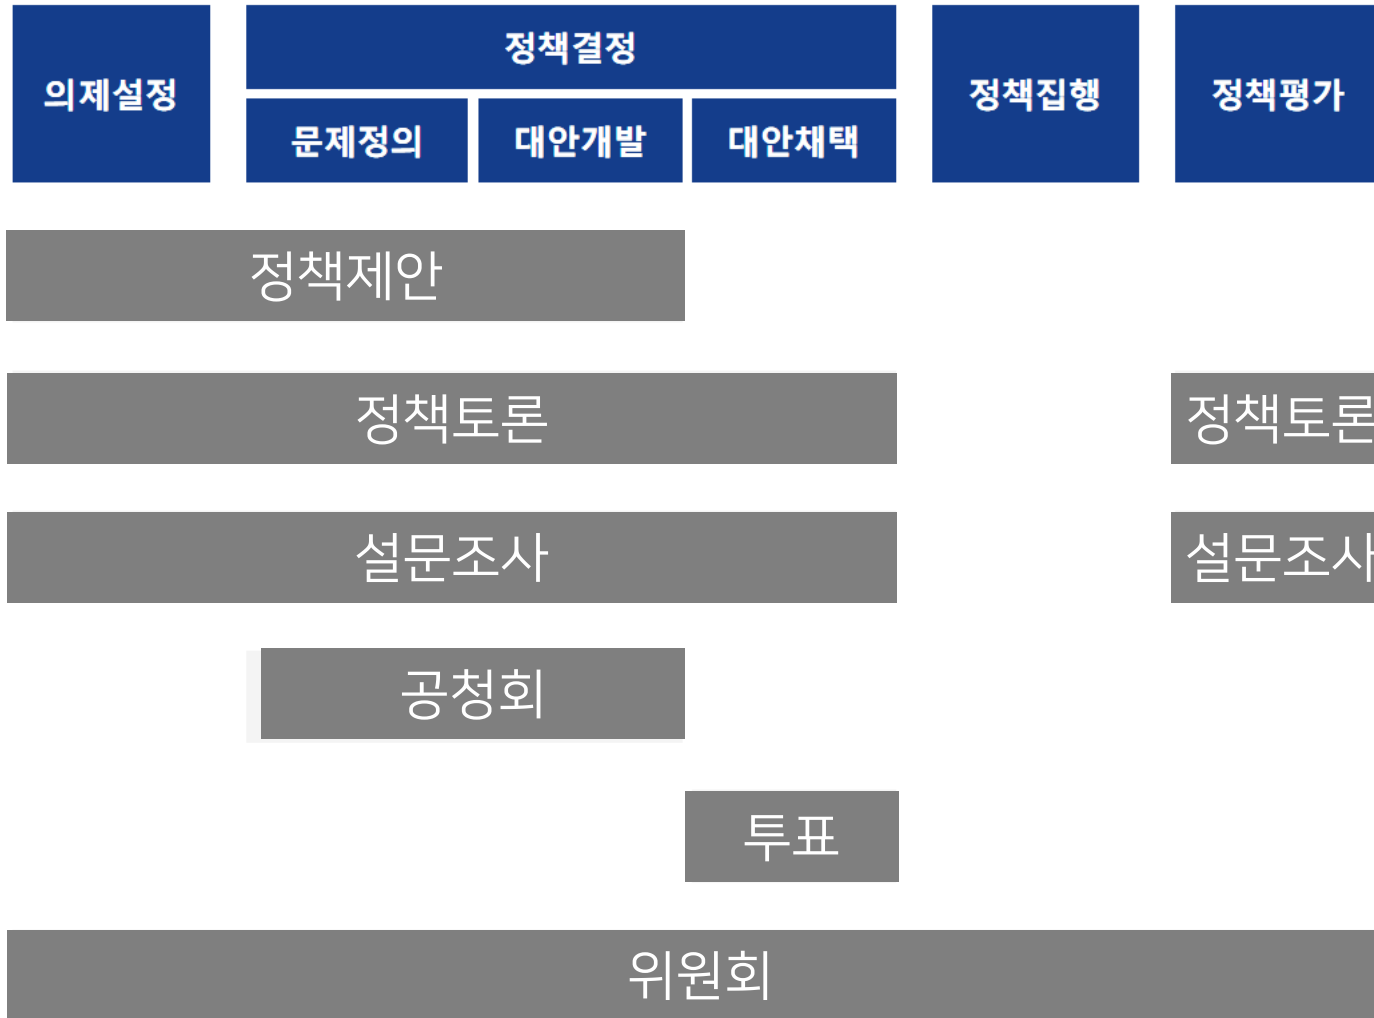 의제설정
정책결정
문제정의
대안개발
대안채택
정책집행
정책평가
정책제안
정책토론
정책토론
설문조사
설문조사
공청회
투표
위원회